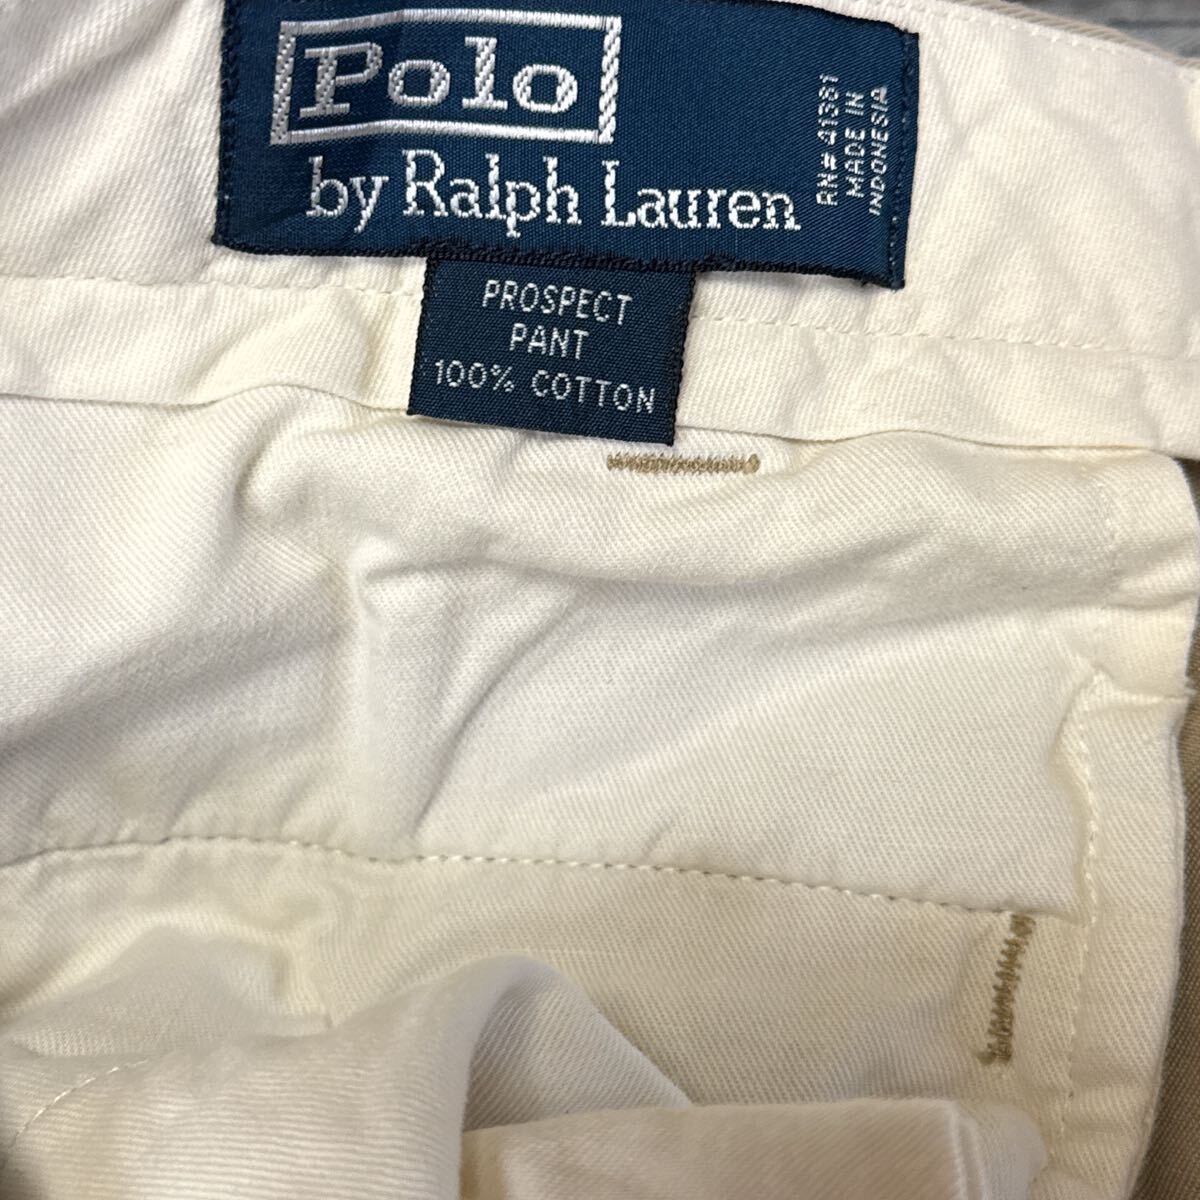 Polo
by Ralph Lauren
RN# 41381
MADE IN
INDONESIA
PROSPECT
PANT
100% COTTON